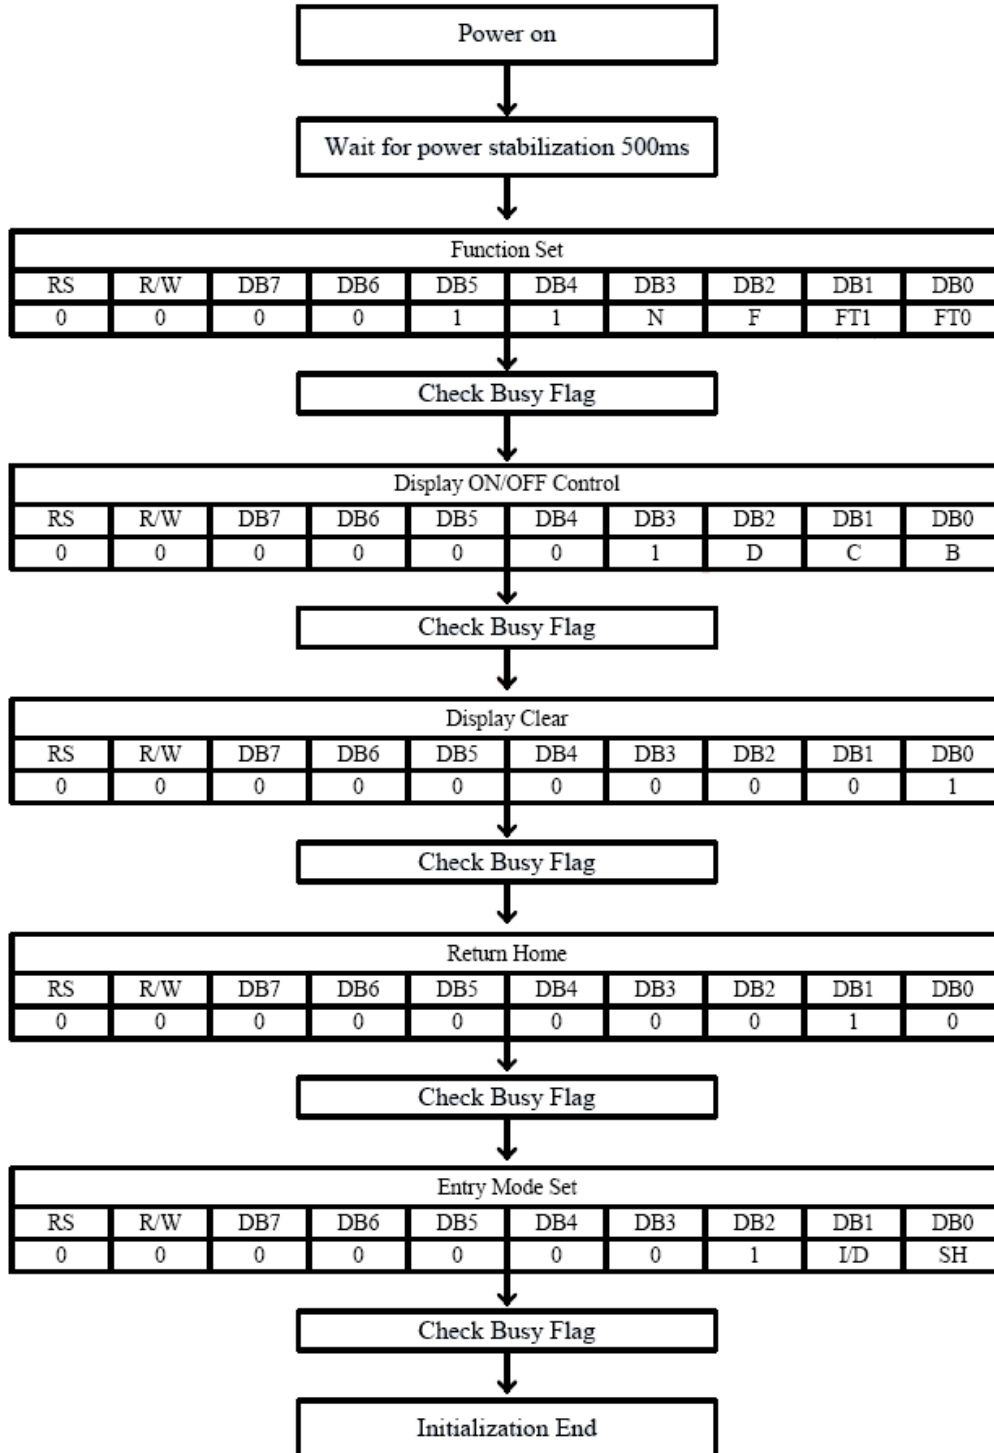 Power on
Wait for power stabilization 500ms
Function Set
RS R/W DB7 DB6 DB5 DB4 DB3 DB2 DB1 DB0
0 0 0 0 1 1 N F FT1 FT0
Check Busy Flag
Display ON/OFF Control
RS R/W DB7 DB6 DB5 DB4 DB3 DB2 DB1 DB0
0 0 0 0 0 0 1 D C B
Check Busy Flag
Display Clear
RS R/W DB7 DB6 DB5 DB4 DB3 DB2 DB1 DB0
0 0 0 0 0 0 0 0 0 1
Check Busy Flag
Return Home
RS R/W DB7 DB6 DB5 DB4 DB3 DB2 DB1 DB0
0 0 0 0 0 0 0 0 1 0
Check Busy Flag
Entry Mode Set
RS R/W DB7 DB6 DB5 DB4 DB3 DB2 DB1 DB0
0 0 0 0 0 0 0 1 I/D SH
Check Busy Flag
Initialization End